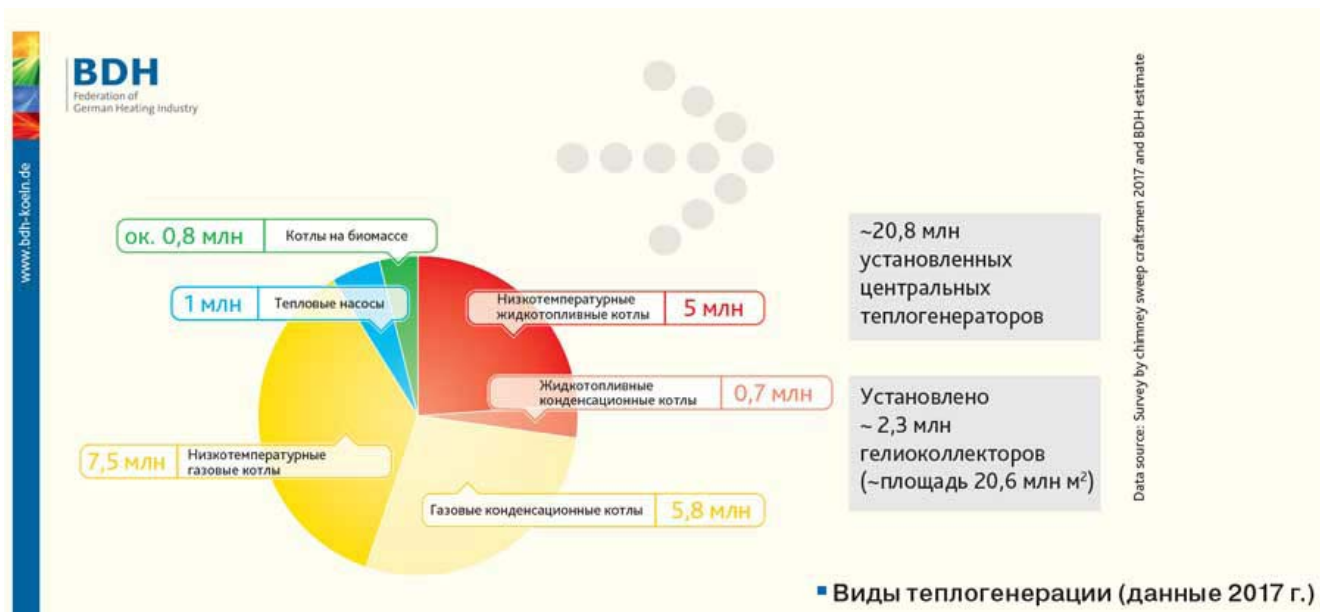 BDH
Federation of
German Heating Industry
www.bdh-koeln.de
ок. 0,8 млн
Котлы на биомассе
1 млн
Тепловые насосы
Низкотемпературные
жидкотопливные котлы
5 млн
Жидкотопливные
конденсационные котлы
0,7 млн
7,5 млн
Низкотемпературные
газовые котлы
Газовые конденсационные котлы
5,8 млн
~20,8 млн
установленных
центральных
теплогенераторов
Установлено
~ 2,3 млн
гелиоколлекторов
(~площадь 20,6 млн м²)
Data source: Survey by chimney sweep craftsmen 2017 and BDH estimate
Виды теплогенерации (данные 2017 г.)